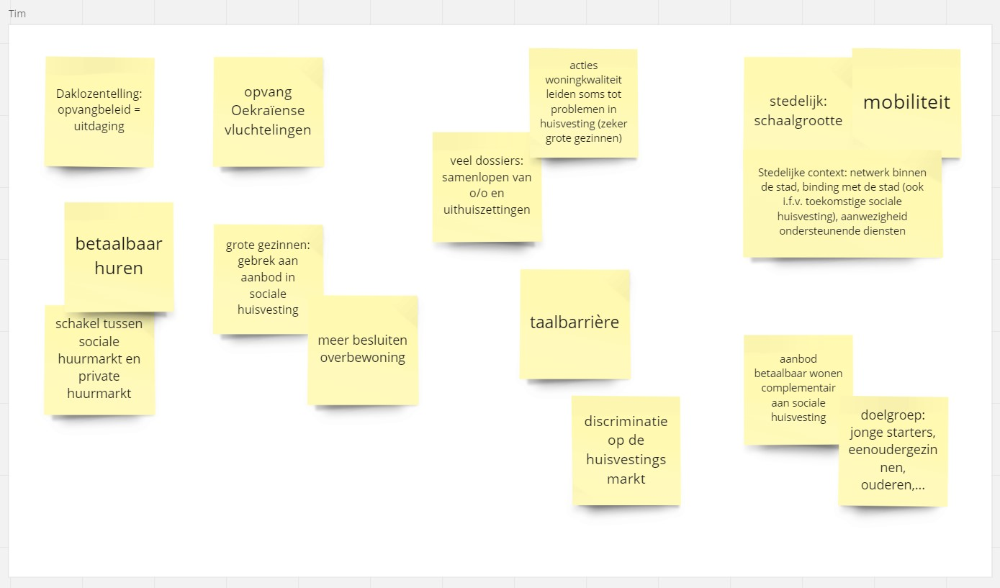 Tim
Daklozentelling:
opvangbeleid =
uitdaging
opvang
Oekraïense
vluchtelingen
acties
woningkwaliteit
leiden soms tot
problemen in
huisvesting (zeker
grote gezinnen)
veel dossiers:
samenlopen van
o/o en
uithuiszettingen
stedelijk:
schaalgrootte
mobiliteit
Stedelijke context: netwerk binnen
de stad, binding met de stad (ook
i.f.v. toekomstige sociale
huisvesting), aanwezigheid
ondersteunende diensten
betaalbaar
huren
schakel tussen
sociale
huurmarkt en
private
huurmarkt
grote gezinnen:
gebrek aan
aanbod in
sociale
huisvesting
meer besluiten
overbewoning
taalbarrière
discriminatie
op de
huisvestings
markt
aanbod
betaalbaar wonen
complementair
aan sociale
huisvesting
doelgroep:
jonge starters,
eenoudergezin
nen,
ouderen,...